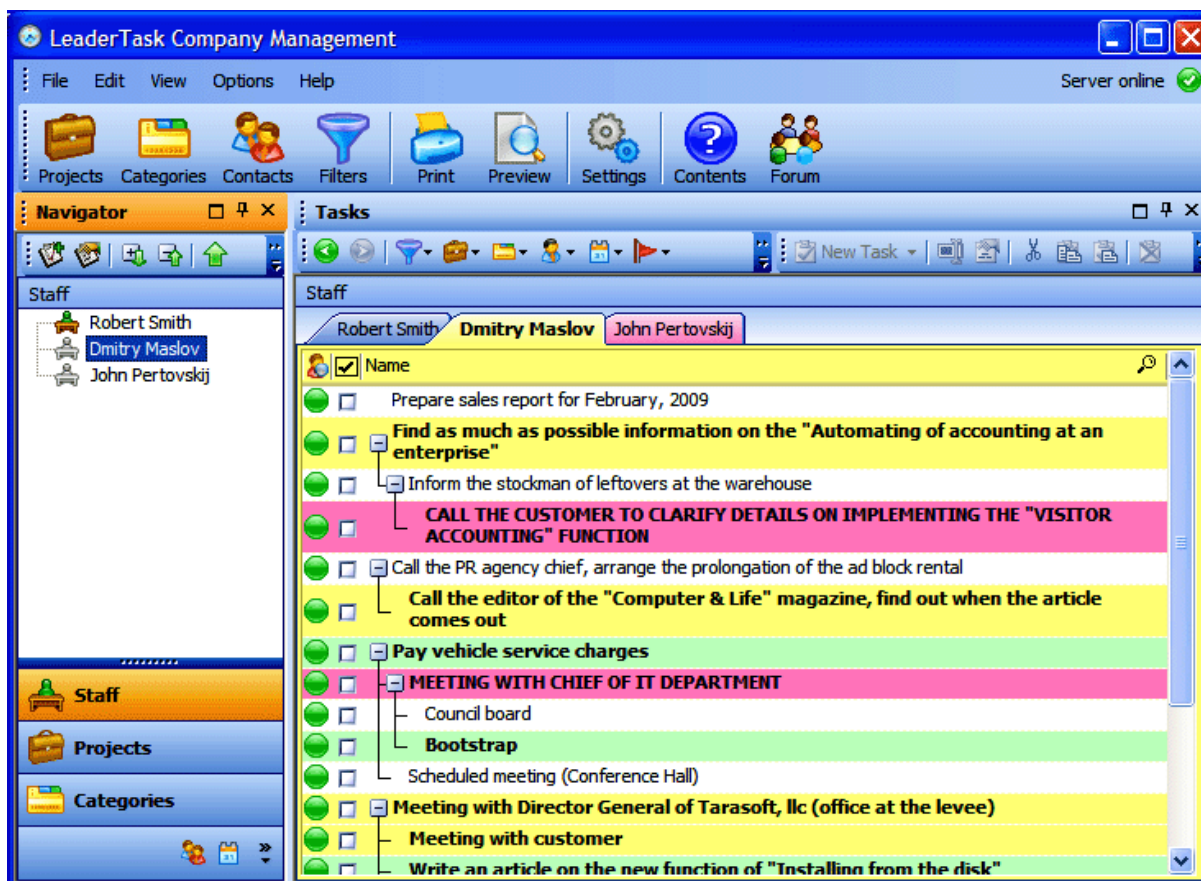 LeaderTask Company Management
File Edit View Options Help Server online
Projects Categories Contacts Filters Print Preview Settings Contents Forum
Navigator
Tasks
New Task
Staff
Robert Smith
Dmitry Maslov
John Pertovskij
Staff
Robert Smith Dmitry Maslov John Pertovskij
Name
Prepare sales report for February, 2009
Find as much as possible information on the "Automating of accounting at an
enterprise"
Inform the stockman of leftovers at the warehouse
CALL THE CUSTOMER TO CLARIFY DETAILS ON IMPLEMENTING THE "VISITOR
ACCOUNTING" FUNCTION
Call the PR agency chief, arrange the prolongation of the ad block rental
Call the editor of the "Computer & Life" magazine, find out when the article
comes out
Pay vehicle service charges
MEETING WITH CHIEF OF IT DEPARTMENT
Council board
Bootstrap
Scheduled meeting (Conference Hall)
Meeting with Director General of Tarasoft, llc (office at the levee)
Meeting with customer
Write an article on the new function of "Installing from the disk"
Staff
Projects
Categories